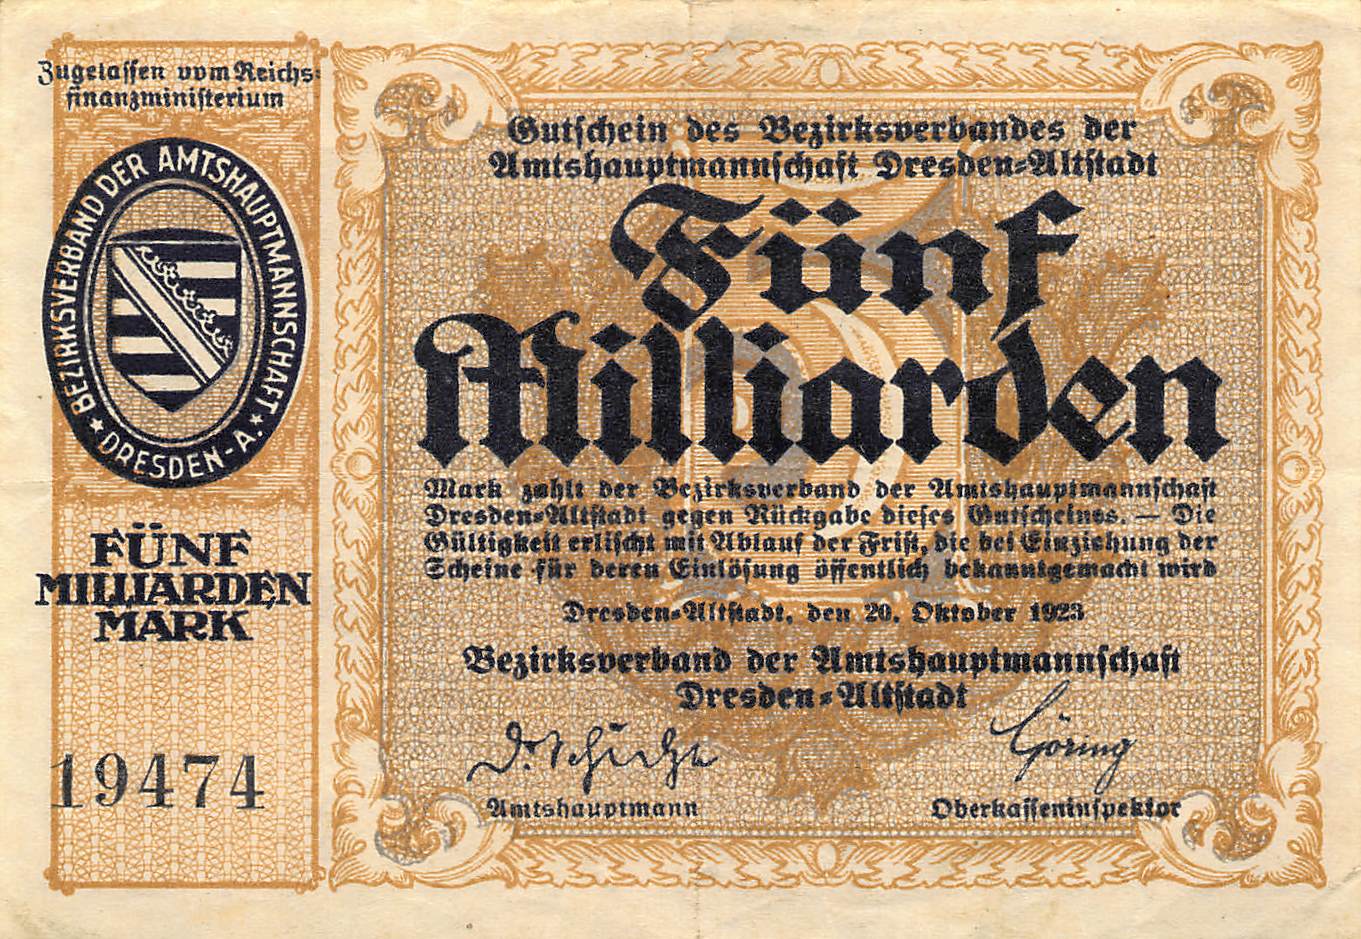 Zugelassen vom Reichs-
finanzministerium
BEZIRKSVERBAND DER AMTSHAUPTMANNSCHAFT
★ DRESDEN-A. ★
FÜNF
MILLIARDEN
MARK
19474
Gutschein des Bezirksverbandes der
Amtshauptmannschaft Dresden-Altstadt
Fünf
Milliarden
Mark zahlt der Bezirksverband der Amtshauptmannschaft
Dresden-Altstadt gegen Rückgabe dieses Gutscheines. — Die
Gültigkeit erlischt mit Ablauf der Frist, die bei Einziehung der
Scheine für deren Einlösung öffentlich bekanntgemacht wird
Dresden-Altstadt, den 20. Oktober 1923
Bezirksverband der Amtshauptmannschaft
Dresden-Altstadt
Göring
Amtshauptmann
Oberkasseninspektor